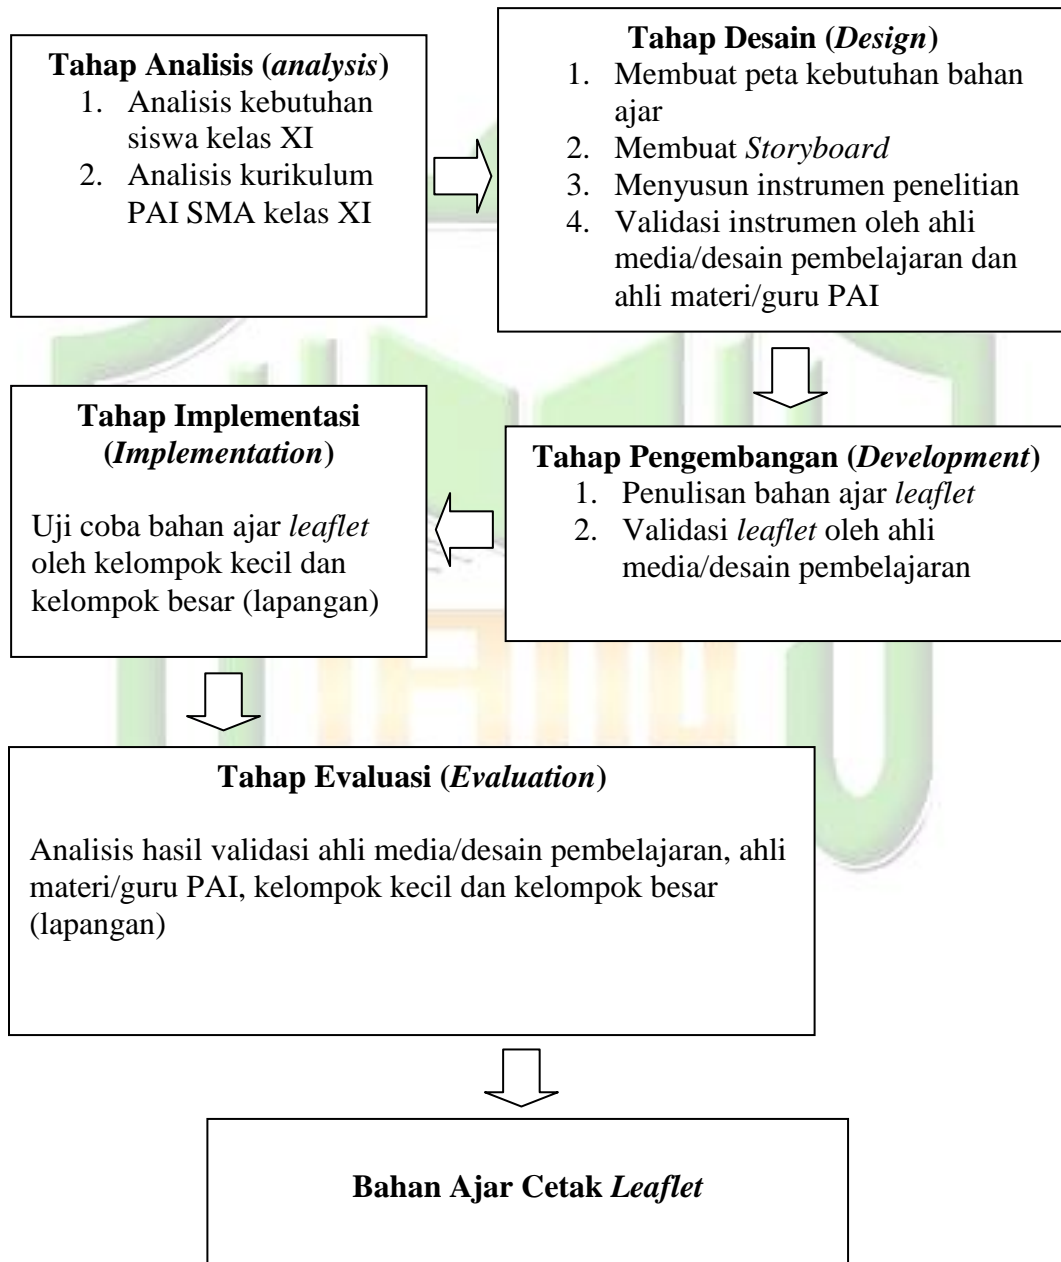 Tahap Analisis (analysis)
1. Analisis kebutuhan
siswa kelas XI
2. Analisis kurikulum
PAI SMA kelas XI
Tahap Desain (Design)
1. Membuat peta kebutuhan bahan
ajar
2. Membuat Storyboard
3. Menyusun instrumen penelitian
4. Validasi instrumen oleh ahli
media/desain pembelajaran dan
ahli materi/guru PAI
Tahap Pengembangan (Development)
1. Penulisan bahan ajar leaflet
2. Validasi leaflet oleh ahli
media/desain pembelajaran
Tahap Implementasi
(Implementation)
Uji coba bahan ajar leaflet
oleh kelompok kecil dan
kelompok besar (lapangan)
Tahap Evaluasi (Evaluation)
Analisis hasil validasi ahli media/desain pembelajaran, ahli
materi/guru PAI, kelompok kecil dan kelompok besar
(lapangan)
Bahan Ajar Cetak Leaflet